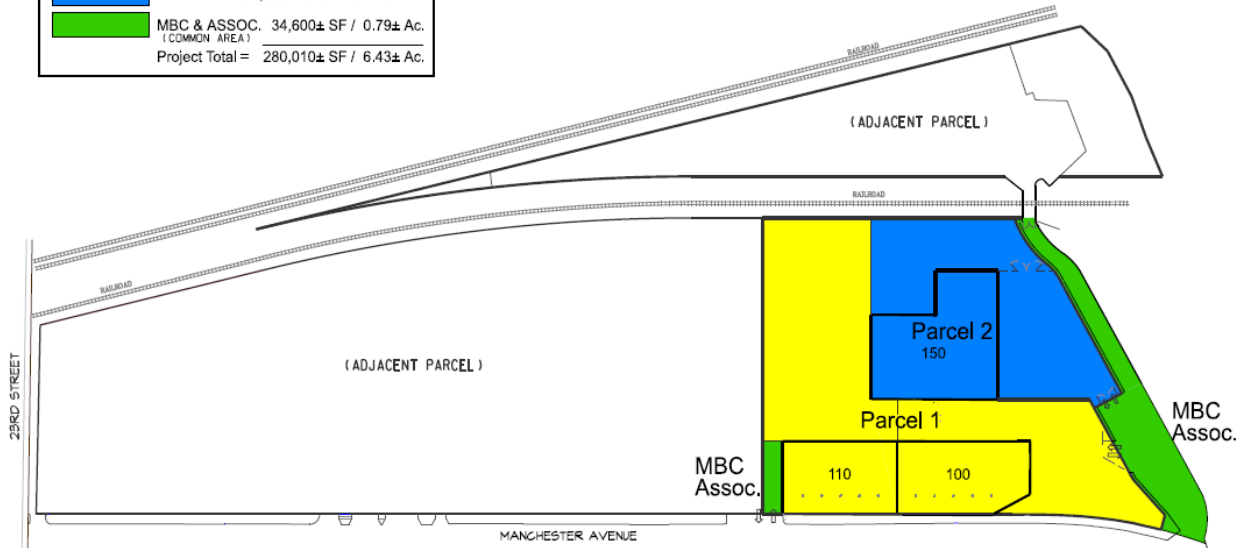 MBC & ASSOC. 34,600± SF / 0.79± Ac.
(COMMON AREA)
Project Total = 280,010± SF / 6.43± Ac.
RAILROAD
(ADJACENT PARCEL)
RAILROAD
RAILROAD
Parcel 2
150
(ADJACENT PARCEL)
23RD STREET
Parcel 1
MBC
Assoc.
MBC
Assoc.
110
100
MANCHESTER AVENUE